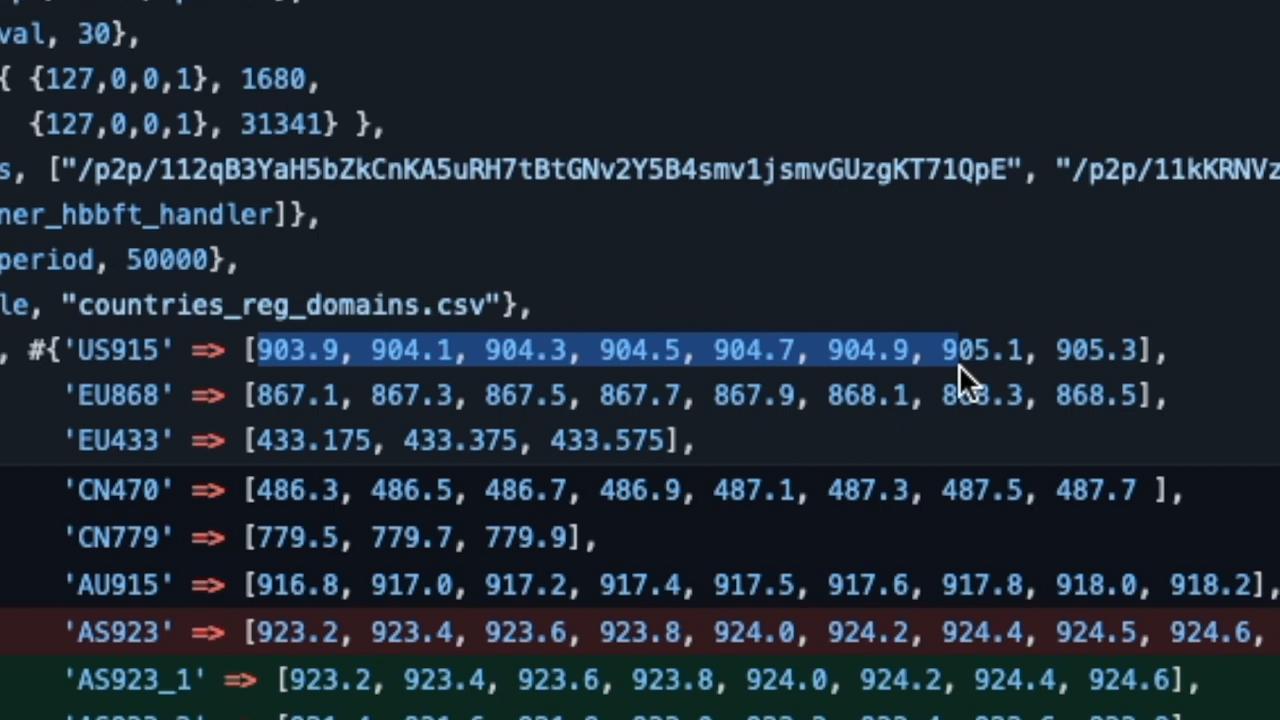 val, 30},
{ {127,0,0,1}, 1680,
{127,0,0,1}, 31341} },
s, ["/p2p/112qB3YaH5bZkCnKA5uRH7tBtGNv2Y5B4smv1jsmvGUzgKT71QpE", "/p2p/11kKRNVz
ner_hbbft_handler]},
period, 50000},
le, "countries_reg_domains.csv"},
, #{'US915' => [903.9, 904.1, 904.3, 904.5, 904.7, 904.9, 905.1, 905.3],
'EU868' => [867.1, 867.3, 867.5, 867.7, 867.9, 868.1, 868.3, 868.5],
'EU433' => [433.175, 433.375, 433.575],
'CN470' => [486.3, 486.5, 486.7, 486.9, 487.1, 487.3, 487.5, 487.7 ],
'CN779' => [779.5, 779.7, 779.9],
'AU915' => [916.8, 917.0, 917.2, 917.4, 917.5, 917.6, 917.8, 918.0, 918.2],
'AS923' => [923.2, 923.4, 923.6, 923.8, 924.0, 924.2, 924.4, 924.5, 924.6,
'AS923_1' => [923.2, 923.4, 923.6, 923.8, 924.0, 924.2, 924.4, 924.6],